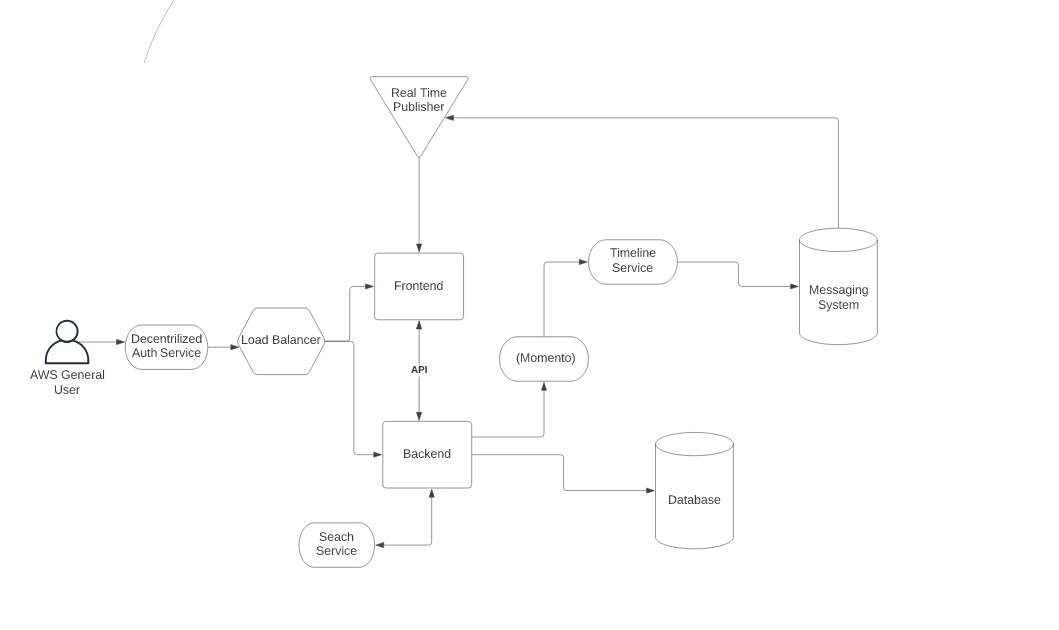 Real Time
Publisher
Timeline
Service
Frontend
Messaging
System
Decentrilized
Auth Service
Load Balancer
(Momento)
API
AWS General
User
Backend
Database
Seach
Service